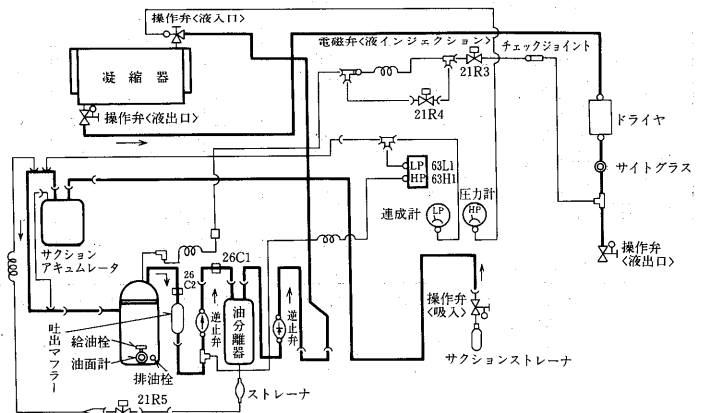 操作弁<液入口>
電磁弁<液インジェクション>
チェックジョイント
凝縮器
21R3
操作弁<液出口>
21R4
ドライヤ
LP 63L1
HP 63H1
サイトグラス
連成計
LP
圧力計
HP
サクション
アキュムレータ
操作弁
<液出口>
26C1
26
C2
操作弁
<吸入>
逆止弁
油分離器
逆止弁
吐出マフラー
給油栓
油面計
排油栓
サクションストレーナ
ストレーナ
21R5